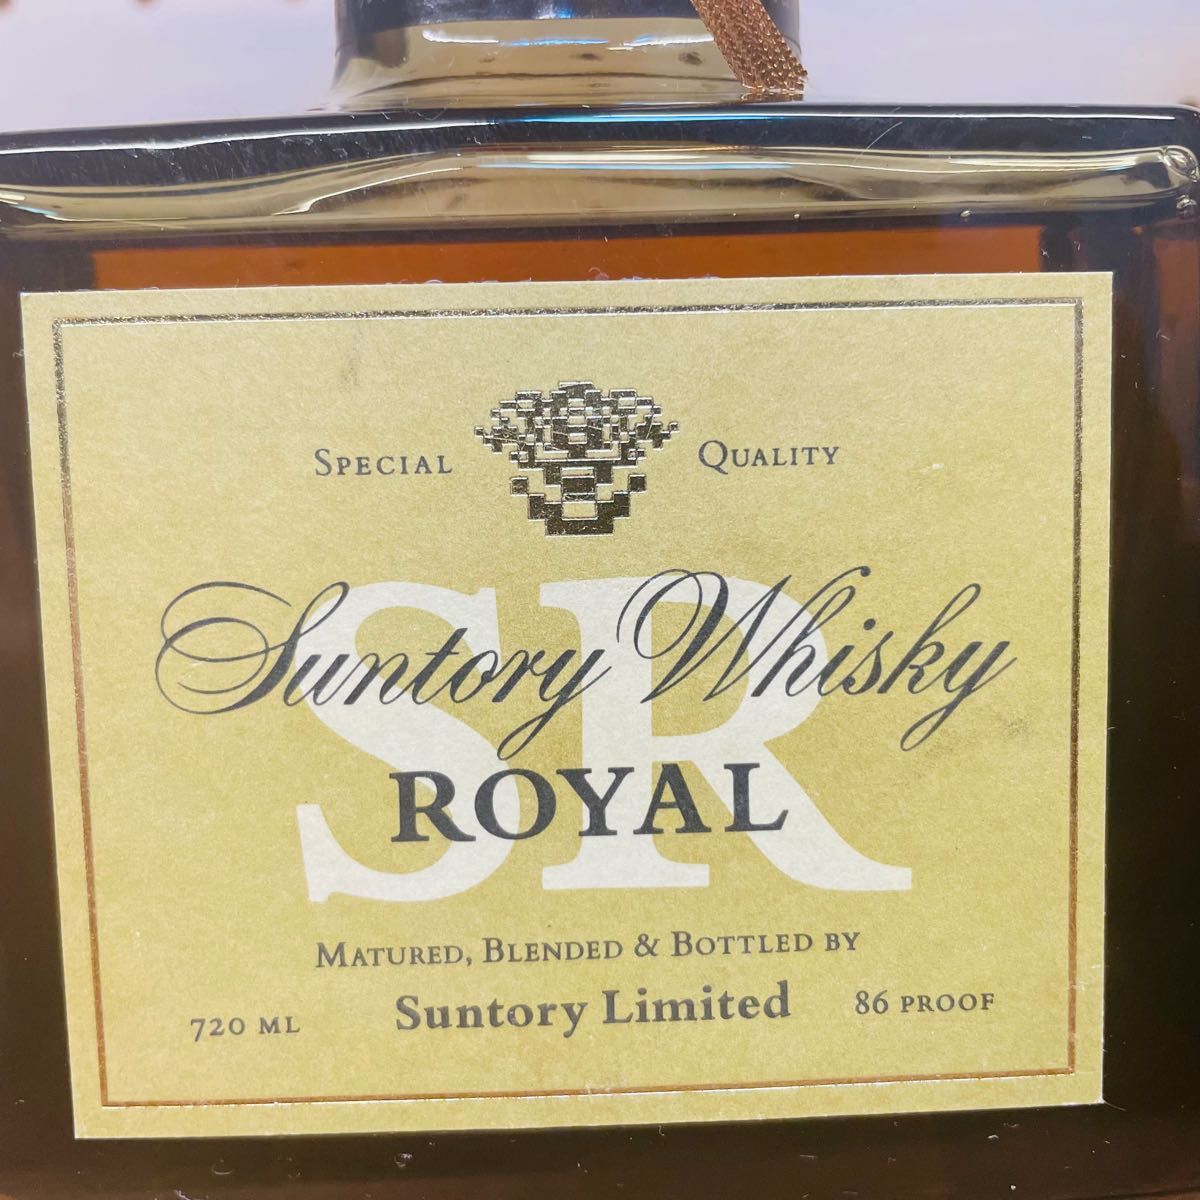 SPECIAL QUALITY
SR
Suntory Whisky
ROYAL
MATURED, BLENDED & BOTTLED BY
720 ML Suntory Limited 86 PROOF